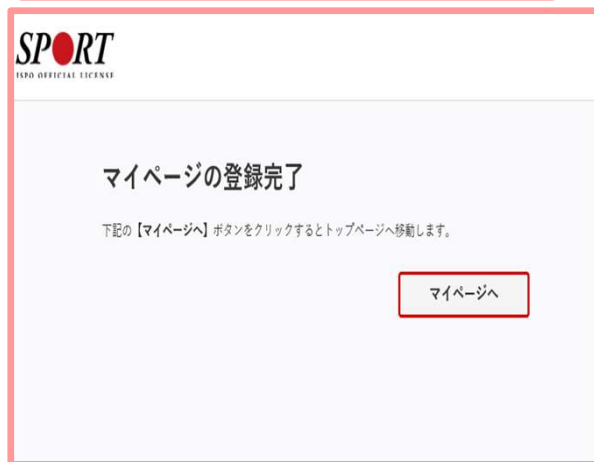 SPORT
JSPO OFFICIAL LICENSE
マイページの登録完了
下記の【マイページへ】ボタンをクリックするとトップページへ移動します。
マイページへ